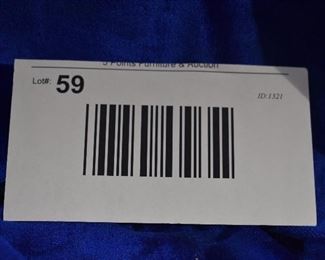 5 Points Furniture & Auction
Lot#: 59
ID:1321